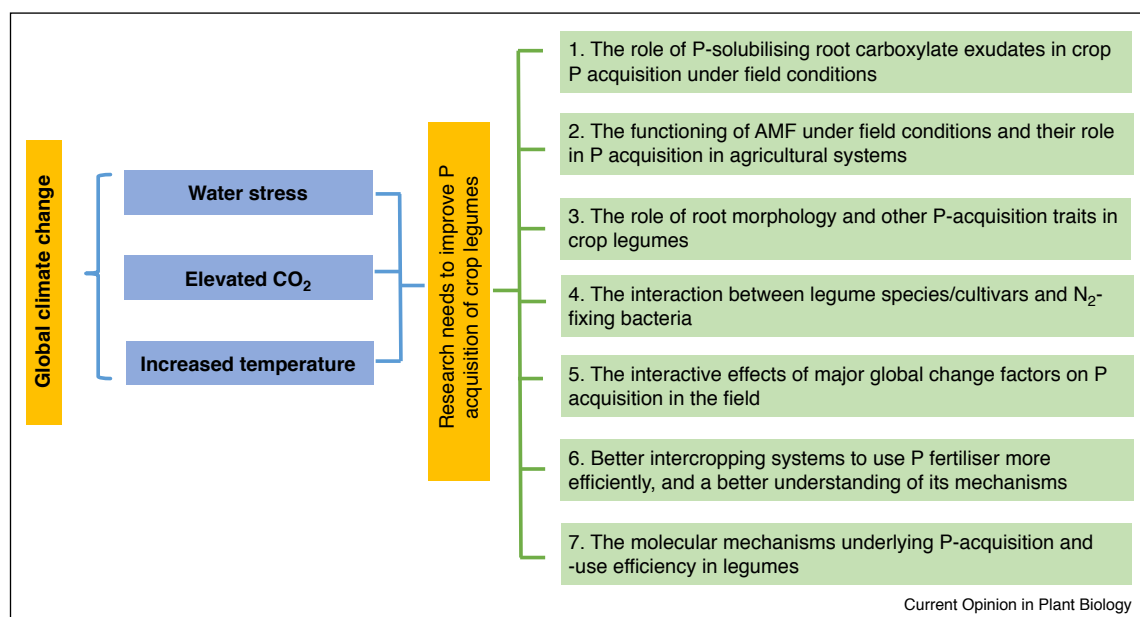 Global climate change
Water stress
Elevated CO₂
Increased temperature
Research needs to improve P
acquisition of crop legumes
1. The role of P-solubilising root carboxylate exudates in crop
P acquisition under field conditions
2. The functioning of AMF under field conditions and their role
in P acquisition in agricultural systems
3. The role of root morphology and other P-acquisition traits in
crop legumes
4. The interaction between legume species/cultivars and N₂-
fixing bacteria
5. The interactive effects of major global change factors on P
acquisition in the field
6. Better intercropping systems to use P fertiliser more
efficiently, and a better understanding of its mechanisms
7. The molecular mechanisms underlying P-acquisition and
-use efficiency in legumes
Current Opinion in Plant Biology